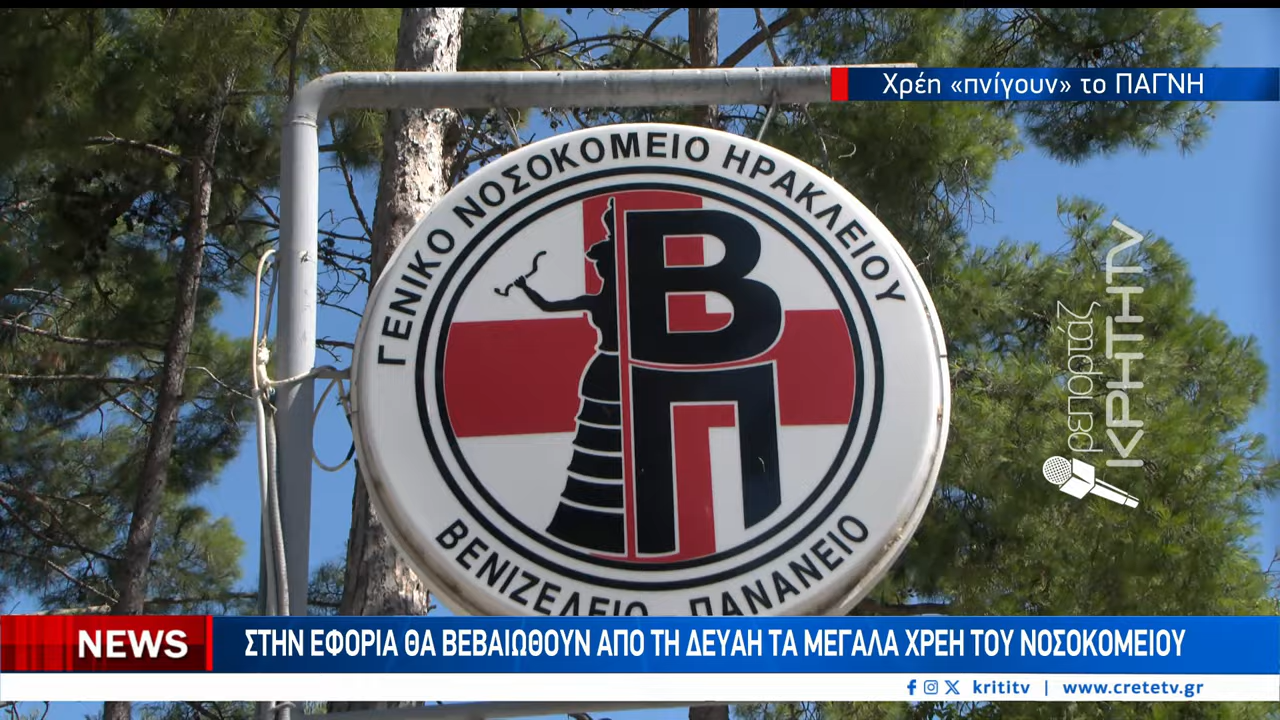 Χρέη «πνίγουν» το ΠΑΓΝΗ
ΓΕΝΙΚΟ ΝΟΣΟΚΟΜΕΙΟ ΗΡΑΚΛΕΙΟΥ
ΒΠ
ΒΕΝΙΖΕΛΕΙΟ - ΠΑΝΑΝΕΙΟ
ρεπορτάζ
ΚΡΗΤΗTV
NEWS
ΣΤΗΝ ΕΦΟΡΙΑ ΘΑ ΒΕΒΑΙΩΘΟΥΝ ΑΠΟ ΤΗ ΔΕΥΑΗ ΤΑ ΜΕΓΑΛΑ ΧΡΕΗ ΤΟΥ ΝΟΣΟΚΟΜΕΙΟΥ
krititv | www.cretetv.gr